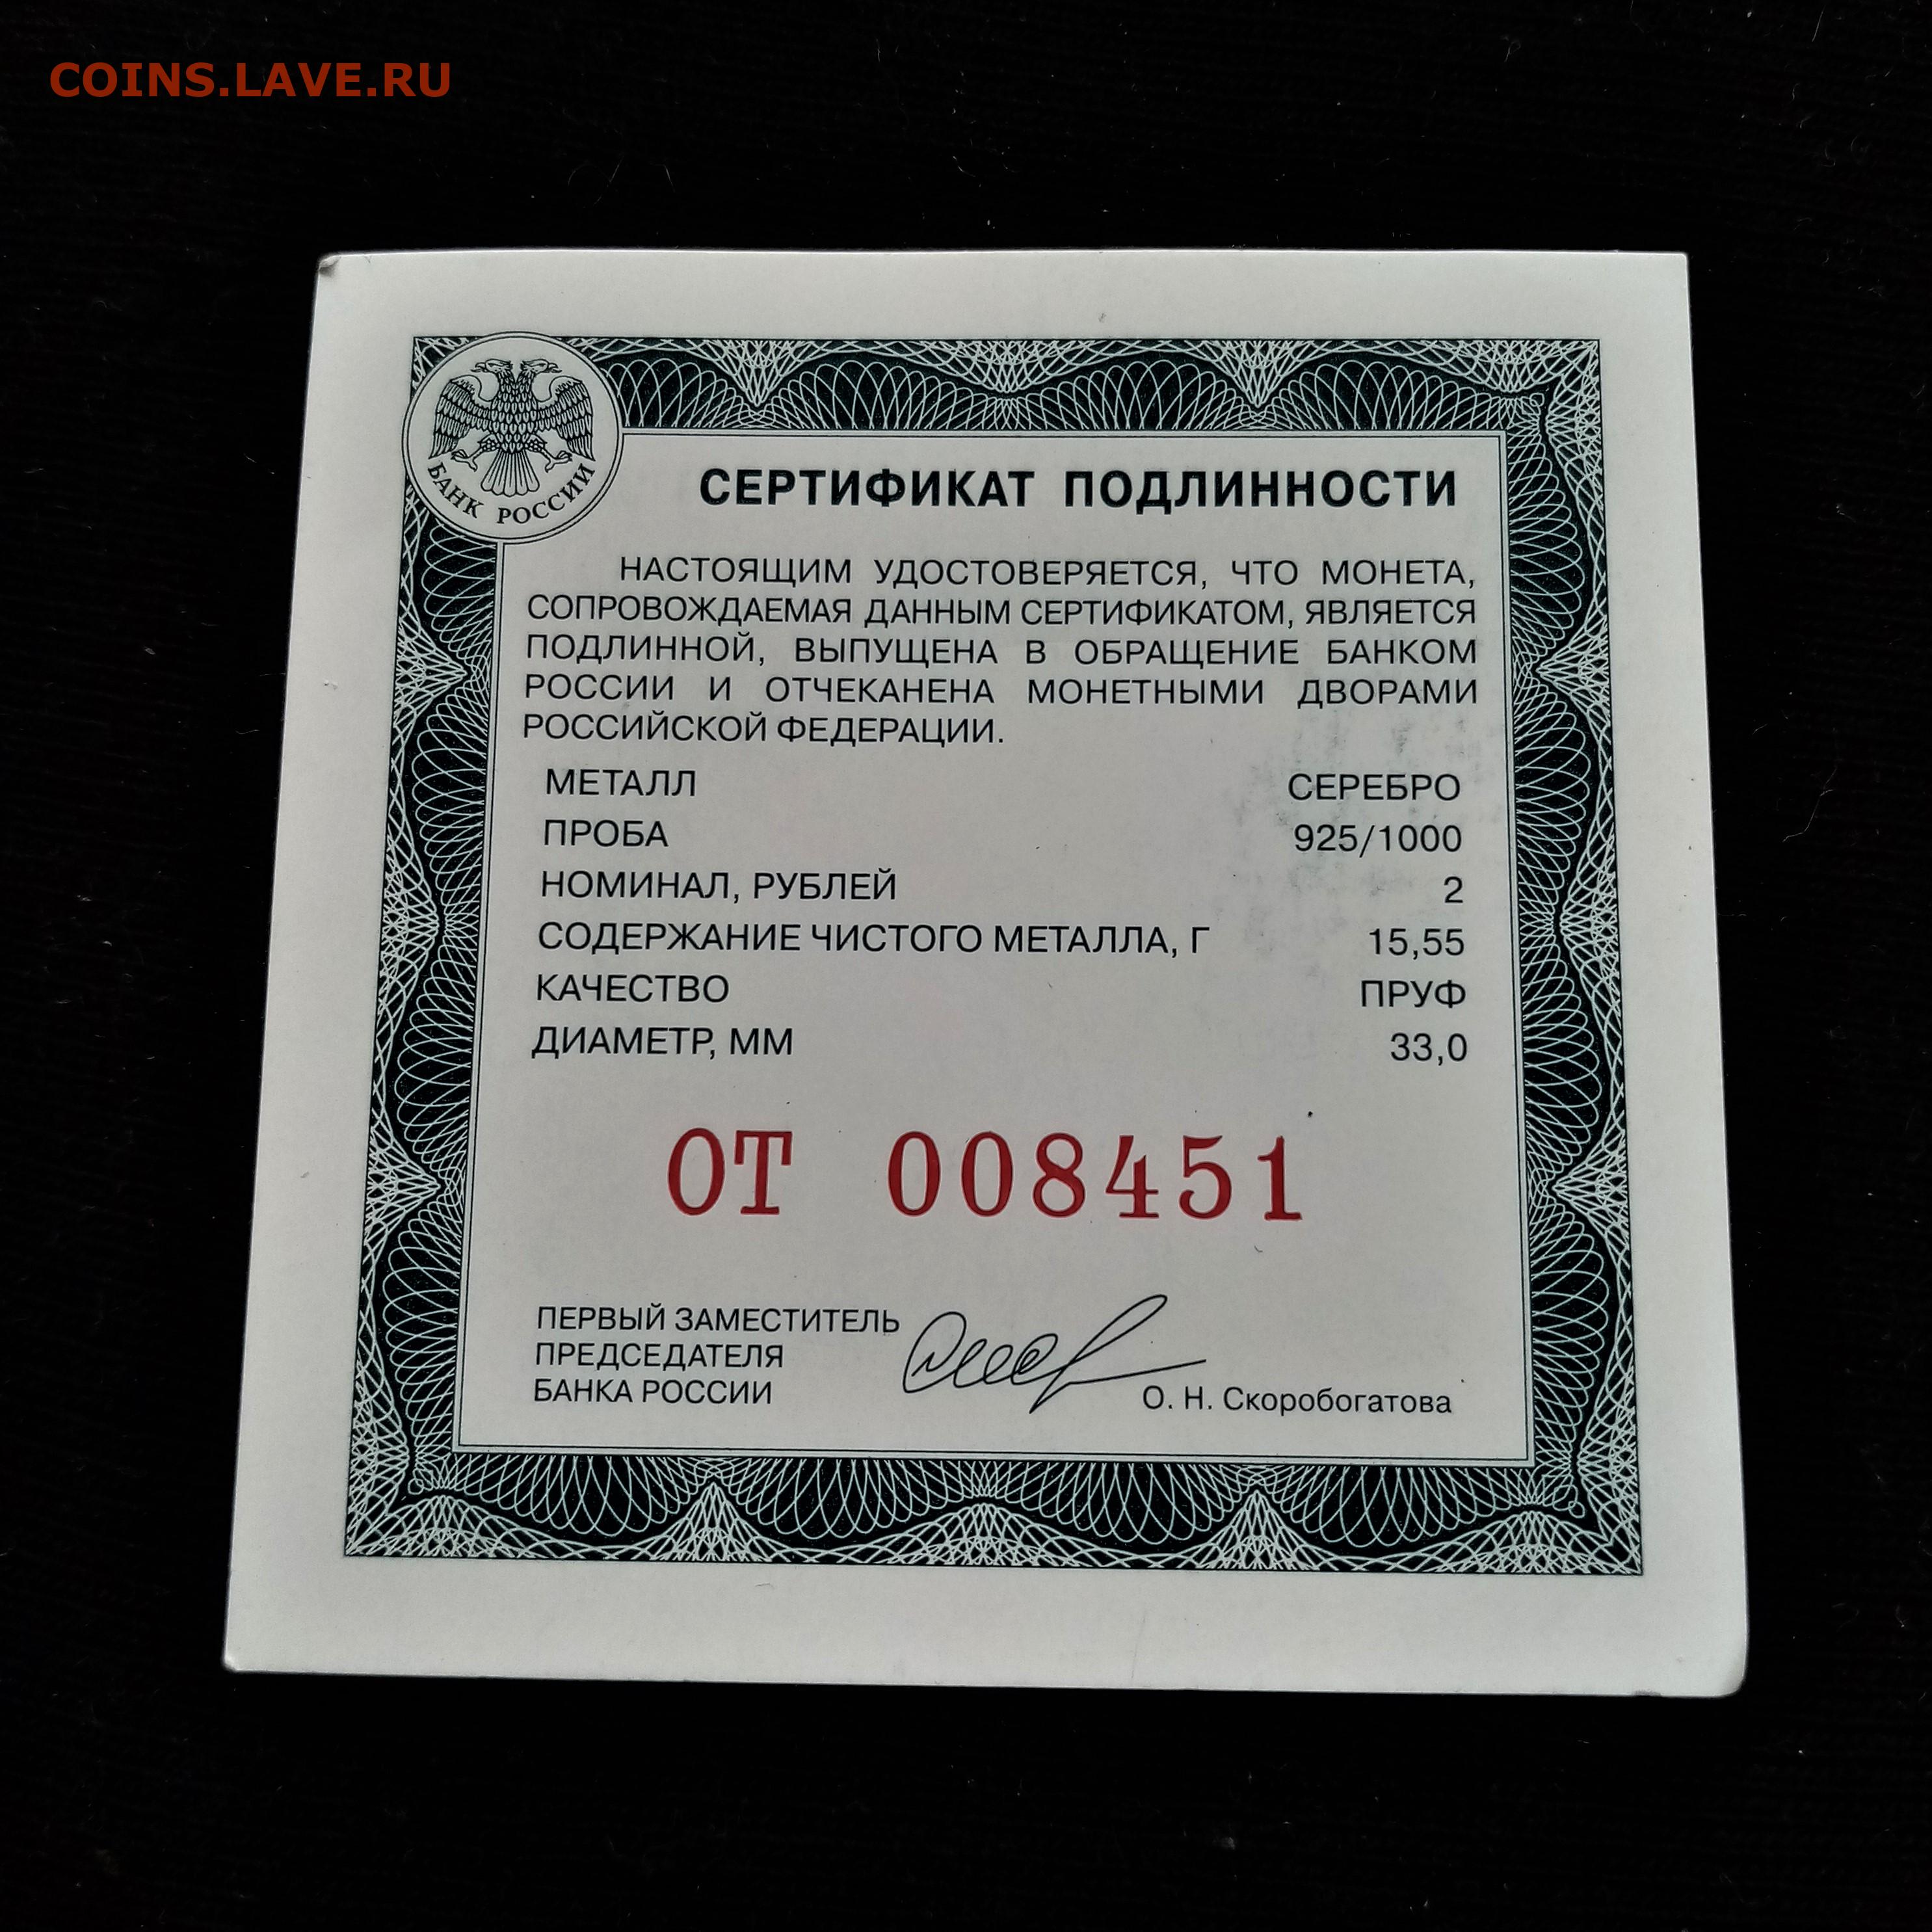 COINS.LAVE.RU
БАНК РОССИИ
СЕРТИФИКАТ ПОДЛИННОСТИ
НАСТОЯЩИМ УДОСТОВЕРЯЕТСЯ, ЧТО МОНЕТА,
СОПРОВОЖДАЕМАЯ ДАННЫМ СЕРТИФИКАТОМ, ЯВЛЯЕТСЯ
ПОДЛИННОЙ, ВЫПУЩЕНА В ОБРАЩЕНИЕ БАНКОМ
РОССИИ И ОТЧЕКАНЕНА МОНЕТНЫМИ ДВОРАМИ
РОССИЙСКОЙ ФЕДЕРАЦИИ.
МЕТАЛЛ СЕРЕБРО
ПРОБА 925/1000
НОМИНАЛ, РУБЛЕЙ 2
СОДЕРЖАНИЕ ЧИСТОГО МЕТАЛЛА, Г 15,55
КАЧЕСТВО ПРУФ
ДИАМЕТР, ММ 33,0
ОТ 008451
ПЕРВЫЙ ЗАМЕСТИТЕЛЬ
ПРЕДСЕДАТЕЛЯ
БАНКА РОССИИ О. Н. Скоробогатова